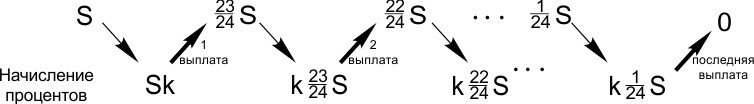 S 23/24 S 22/24 S · · · 1/24 S 0
1 выплата 2 выплата последняя выплата
Начисление процентов Sk k 23/24 S k 22/24 S · · · k 1/24 S